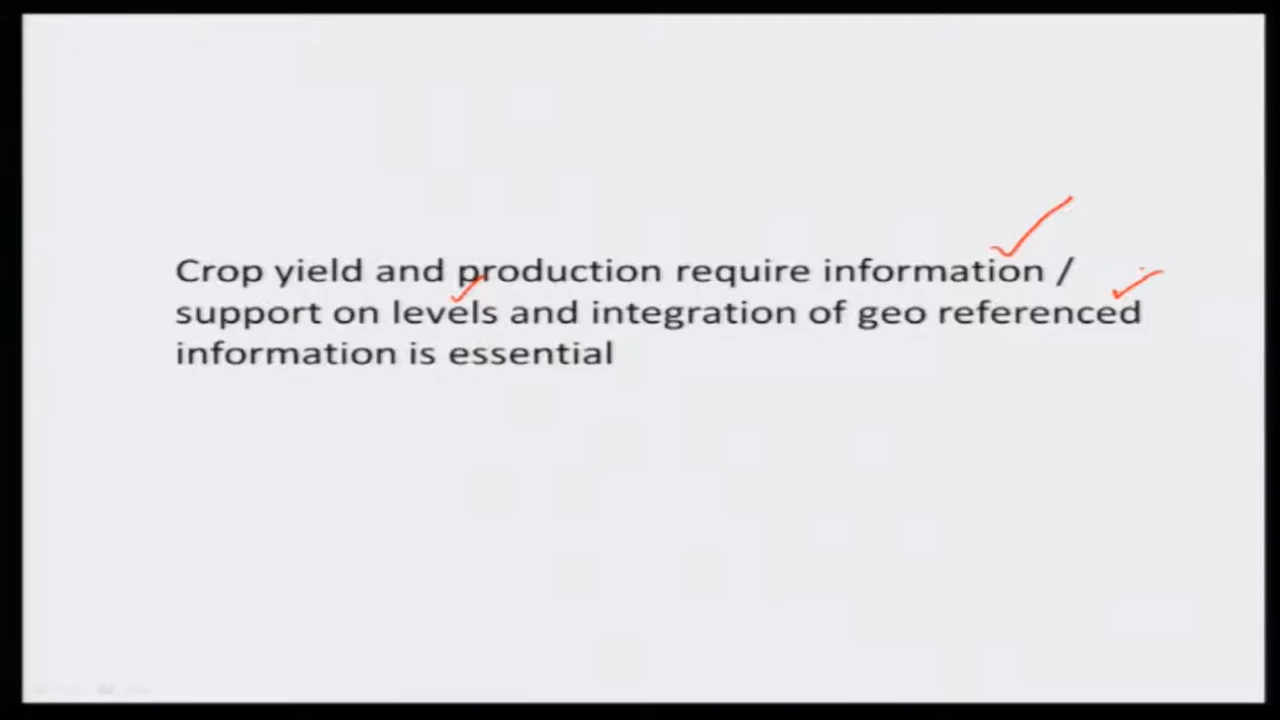 Crop yield and production require information /
support on levels and integration of geo referenced
information is essential